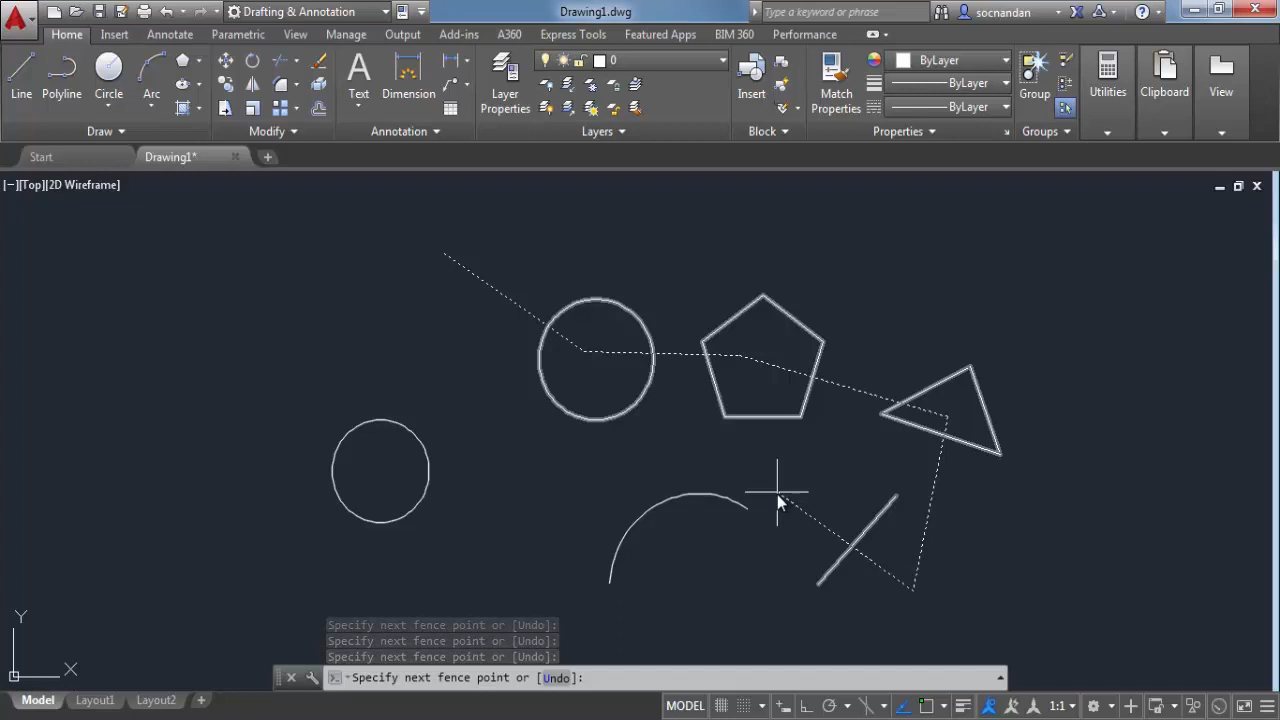 Drafting & Annotation
Drawing1.dwg
Type a keyword or phrase
socnandan
Home Insert Annotate Parametric View Manage Output Add-ins A360 Express Tools Featured Apps BIM 360 Performance
Line
Polyline
Circle
Arc
Text
Dimension
Layer
Properties
0
Insert
Match
Properties
ByLayer
ByLayer
ByLayer
Group
Utilities
Clipboard
View
Draw Modify Annotation Layers Block Properties Groups
Start Drawing1*
[−][Top][2D Wireframe]
Y
X
Specify next fence point or [Undo]:
Specify next fence point or [Undo]:
Specify next fence point or [Undo]:
Specify next fence point or [Undo]:
Model Layout1 Layout2
MODEL 1:1